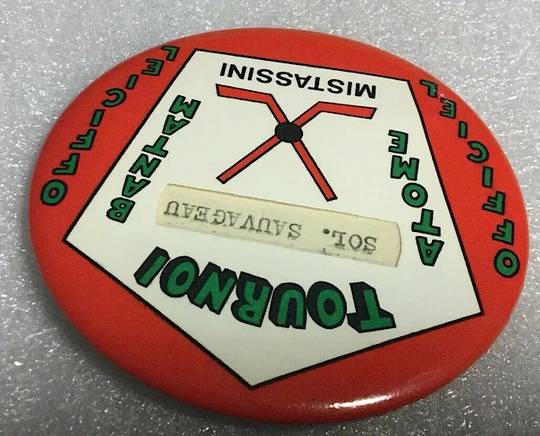 TOURNOI
SOL. SAUVAGEAU
ATOME
BANTAM
MISTASSINI
OFFICIEL
OFFICIEL